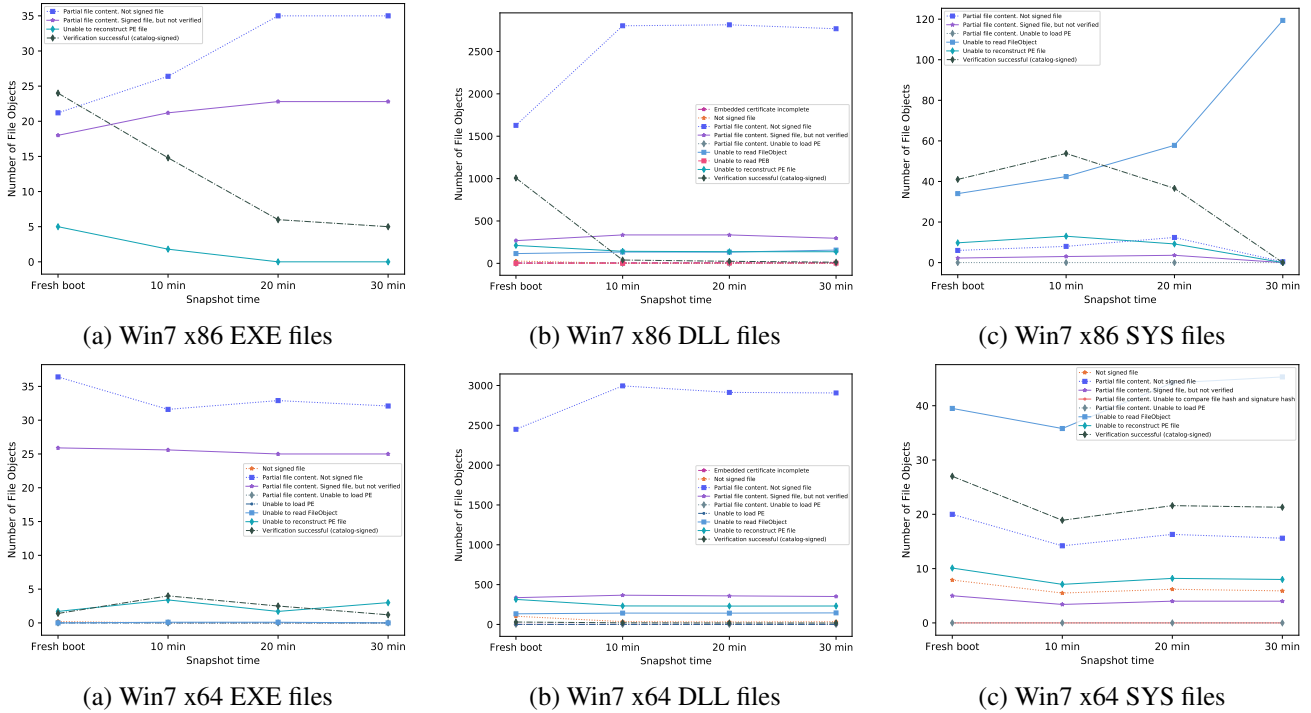 Partial file content. Not signed file
Partial file content. Signed file, but not verified
Unable to reconstruct PE file
Verification successful (catalog-signed)
35
30
25
20
15
10
5
0
Number of File Objects
Fresh boot 10 min 20 min 30 min
Snapshot time
(a) Win7 x86 EXE files
2500
2000
1500
1000
500
0
Number of File Objects
Embedded certificate incomplete
Not signed file
Partial file content. Not signed file
Partial file content. Signed file, but not verified
Partial file content. Unable to load PE
Unable to read FileObject
Unable to read PEB
Unable to reconstruct PE file
Verification successful (catalog-signed)
Fresh boot 10 min 20 min 30 min
Snapshot time
(b) Win7 x86 DLL files
120
100
80
60
40
20
0
Number of File Objects
Partial file content. Not signed file
Partial file content. Signed file, but not verified
Partial file content. Unable to load PE
Unable to read FileObject
Unable to reconstruct PE file
Verification successful (catalog-signed)
Fresh boot 10 min 20 min 30 min
Snapshot time
(c) Win7 x86 SYS files
35
30
25
20
15
10
5
0
Number of File Objects
Not signed file
Partial file content. Not signed file
Partial file content. Signed file, but not verified
Partial file content. Unable to load PE
Unable to load PE
Unable to read FileObject
Unable to reconstruct PE file
Verification successful (catalog-signed)
Fresh boot 10 min 20 min 30 min
Snapshot time
(a) Win7 x64 EXE files
3000
2500
2000
1500
1000
500
0
Number of File Objects
Embedded certificate incomplete
Not signed file
Partial file content. Not signed file
Partial file content. Signed file, but not verified
Partial file content. Unable to load PE
Unable to load PE
Unable to read FileObject
Unable to reconstruct PE file
Verification successful (catalog-signed)
Fresh boot 10 min 20 min 30 min
Snapshot time
(b) Win7 x64 DLL files
40
30
20
10
0
Number of File Objects
Not signed file
Partial file content. Not signed file
Partial file content. Signed file, but not verified
Partial file content. Unable to compare file hash and signature hash
Partial file content. Unable to load PE
Unable to read FileObject
Unable to reconstruct PE file
Verification successful (catalog-signed)
Fresh boot 10 min 20 min 30 min
Snapshot time
(c) Win7 x64 SYS files